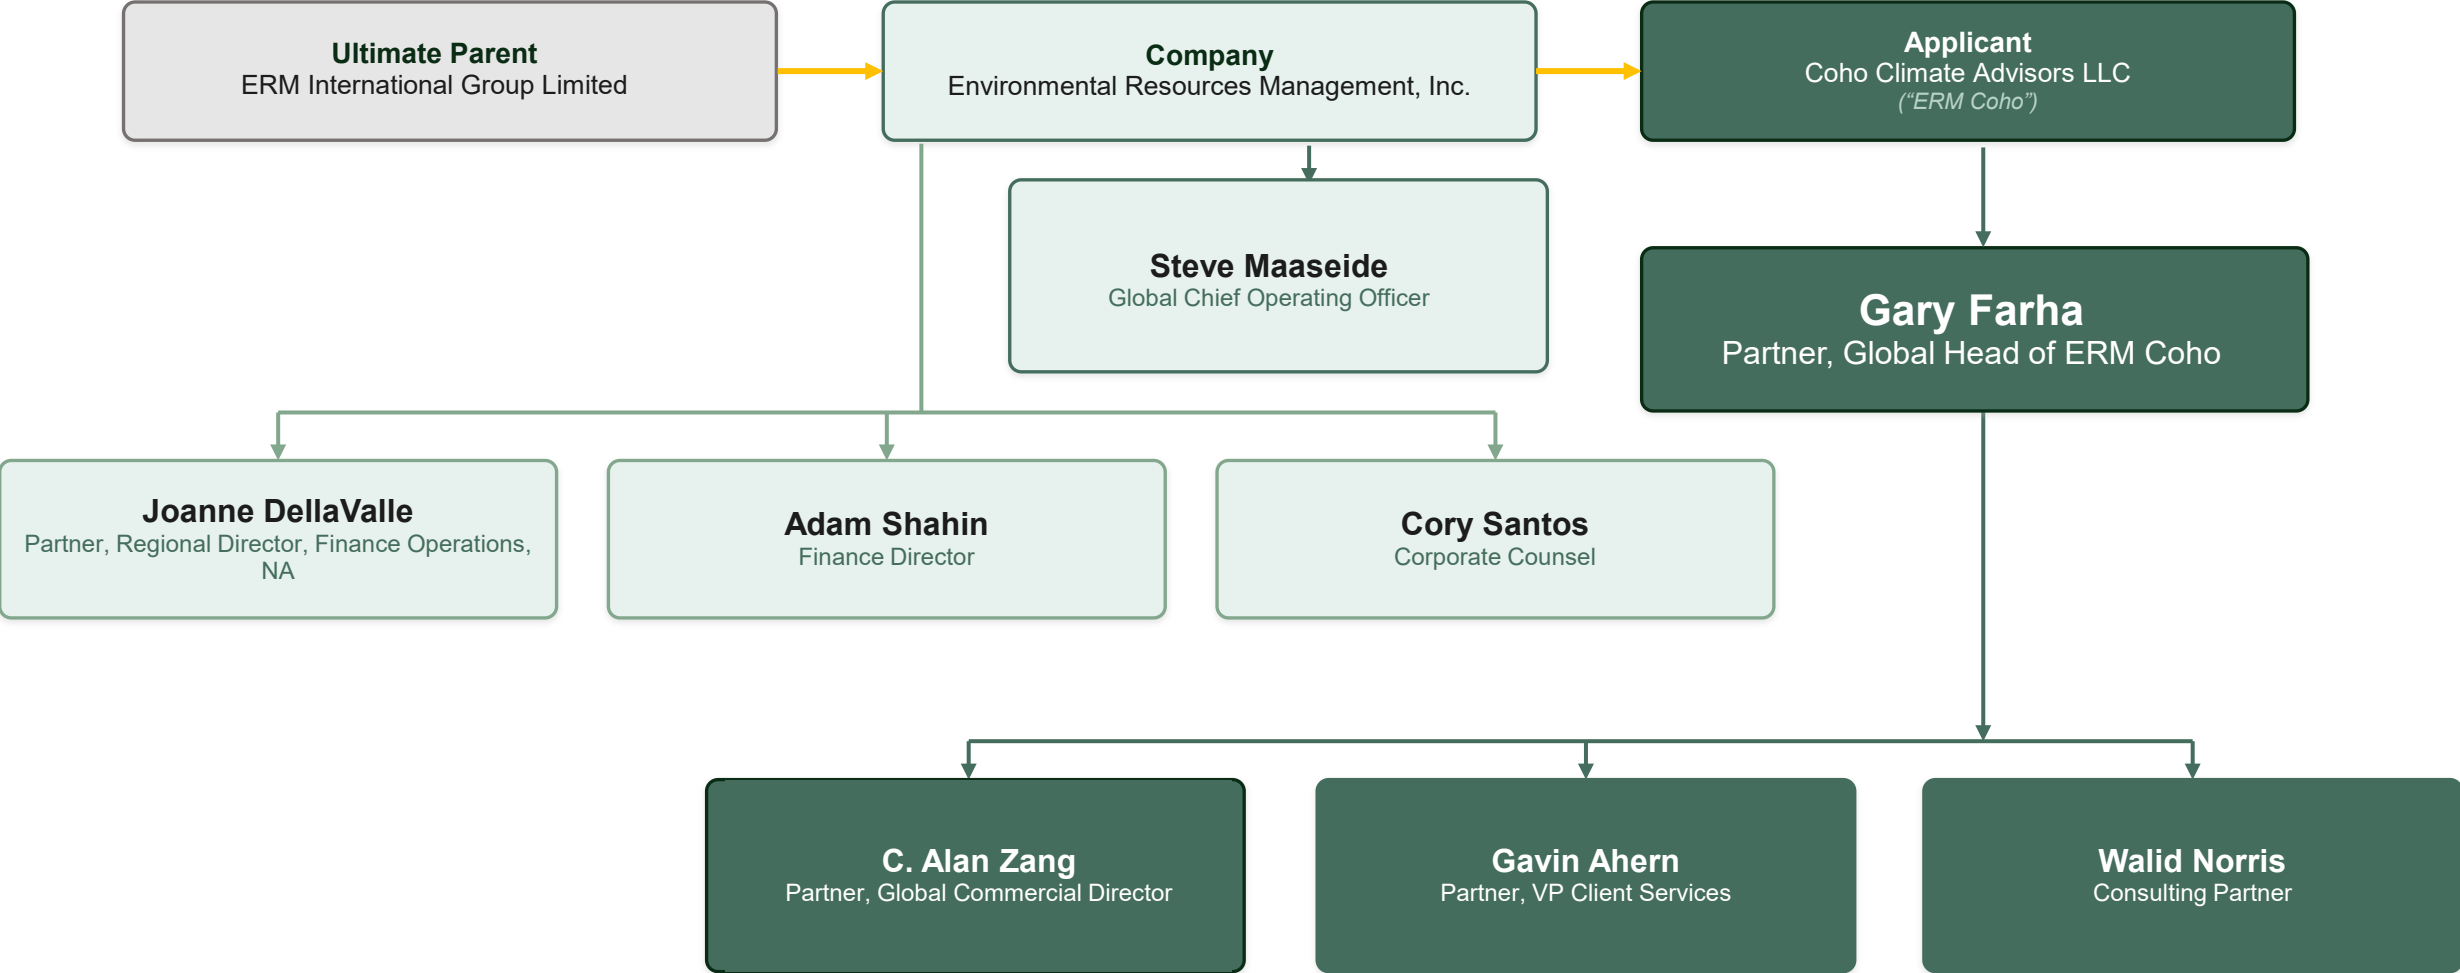 Ultimate Parent
ERM International Group Limited
Company
Environmental Resources Management, Inc.
Applicant
Coho Climate Advisors LLC
(“ERM Coho”)
Steve Maaseide
Global Chief Operating Officer
Gary Farha
Partner, Global Head of ERM Coho
Joanne DellaValle
Partner, Regional Director, Finance Operations,
NA
Adam Shahin
Finance Director
Cory Santos
Corporate Counsel
C. Alan Zang
Partner, Global Commercial Director
Gavin Ahern
Partner, VP Client Services
Walid Norris
Consulting Partner